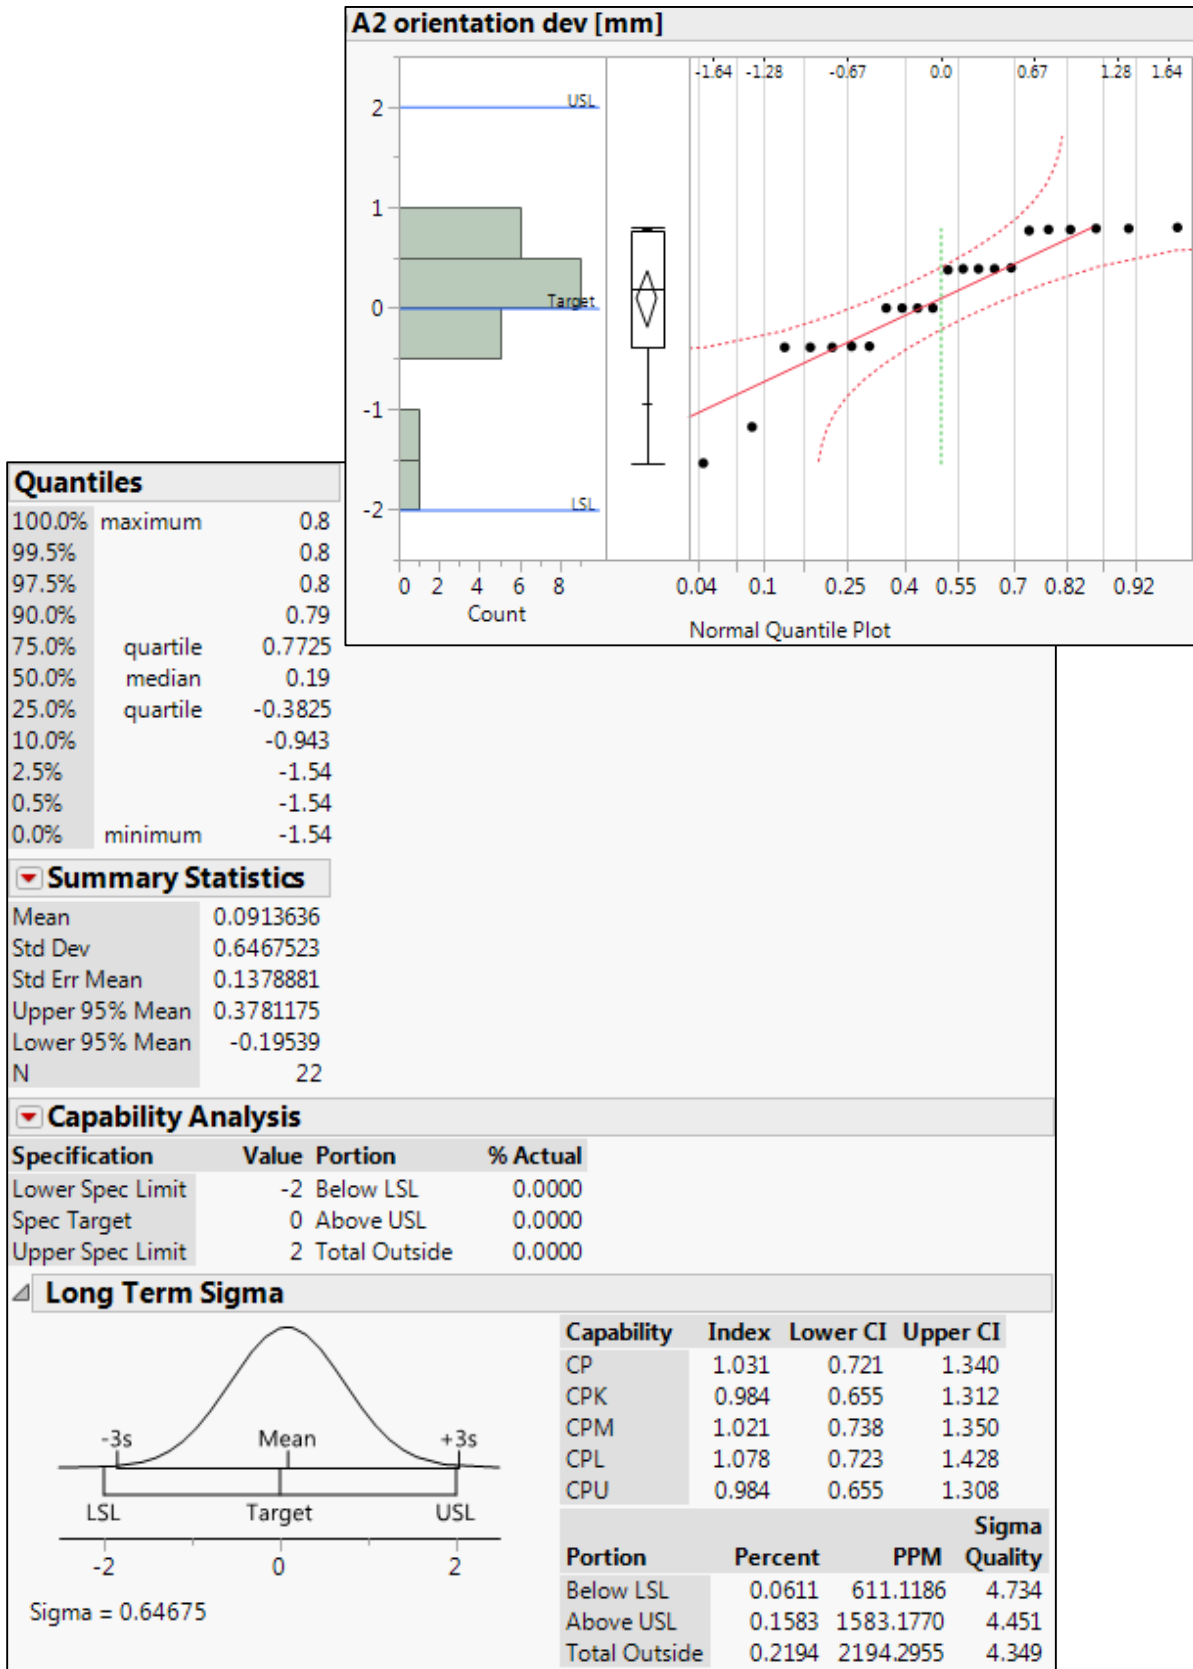 A2 orientation dev [mm]
-1.64 -1.28 -0.67 0.0 0.67 1.28 1.64
2
USL
1
0
Target
-1
-2
LSL
0 2 4 6 8
0.04 0.1 0.25 0.4 0.55 0.7 0.82 0.92
Count
Normal Quantile Plot
Quantiles
100.0% maximum 0.8
99.5% 0.8
97.5% 0.8
90.0% 0.79
75.0% quartile 0.7725
50.0% median 0.19
25.0% quartile -0.3825
10.0% -0.943
2.5% -1.54
0.5% -1.54
0.0% minimum -1.54
Summary Statistics
Mean 0.0913636
Std Dev 0.6467523
Std Err Mean 0.1378881
Upper 95% Mean 0.3781175
Lower 95% Mean -0.19539
N 22
Capability Analysis
Specification Value Portion % Actual
Lower Spec Limit -2 Below LSL 0.0000
Spec Target 0 Above USL 0.0000
Upper Spec Limit 2 Total Outside 0.0000
Long Term Sigma
-3s Mean +3s
LSL Target USL
-2 0 2
Sigma = 0.64675
Capability Index Lower CI Upper CI
CP 1.031 0.721 1.340
CPK 0.984 0.655 1.312
CPM 1.021 0.738 1.350
CPL 1.078 0.723 1.428
CPU 0.984 0.655 1.308
Sigma
Portion Percent PPM Quality
Below LSL 0.0611 611.1186 4.734
Above USL 0.1583 1583.1770 4.451
Total Outside 0.2194 2194.2955 4.349